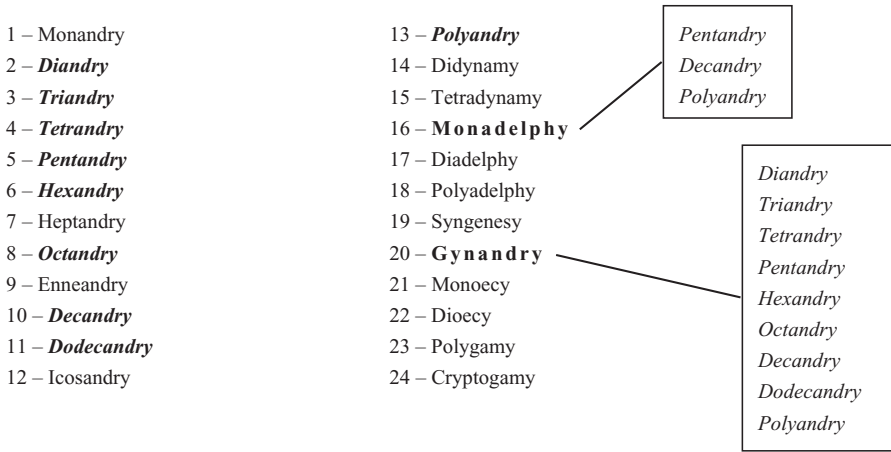 1 – Monandry
2 – Diandry
3 – Triandry
4 – Tetrandry
5 – Pentandry
6 – Hexandry
7 – Heptandry
8 – Octandry
9 – Enneandry
10 – Decandry
11 – Dodecandry
12 – Icosandry
13 – Polyandry
14 – Didynamy
15 – Tetradynamy
16 – Monadelphy
17 – Diadelphy
18 – Polyadelphy
19 – Syngenesy
20 – Gynandry
21 – Monoecy
22 – Dioecy
23 – Polygamy
24 – Cryptogamy
Pentandry
Decandry
Polyandry
Diandry
Triandry
Tetrandry
Pentandry
Hexandry
Octandry
Decandry
Dodecandry
Polyandry